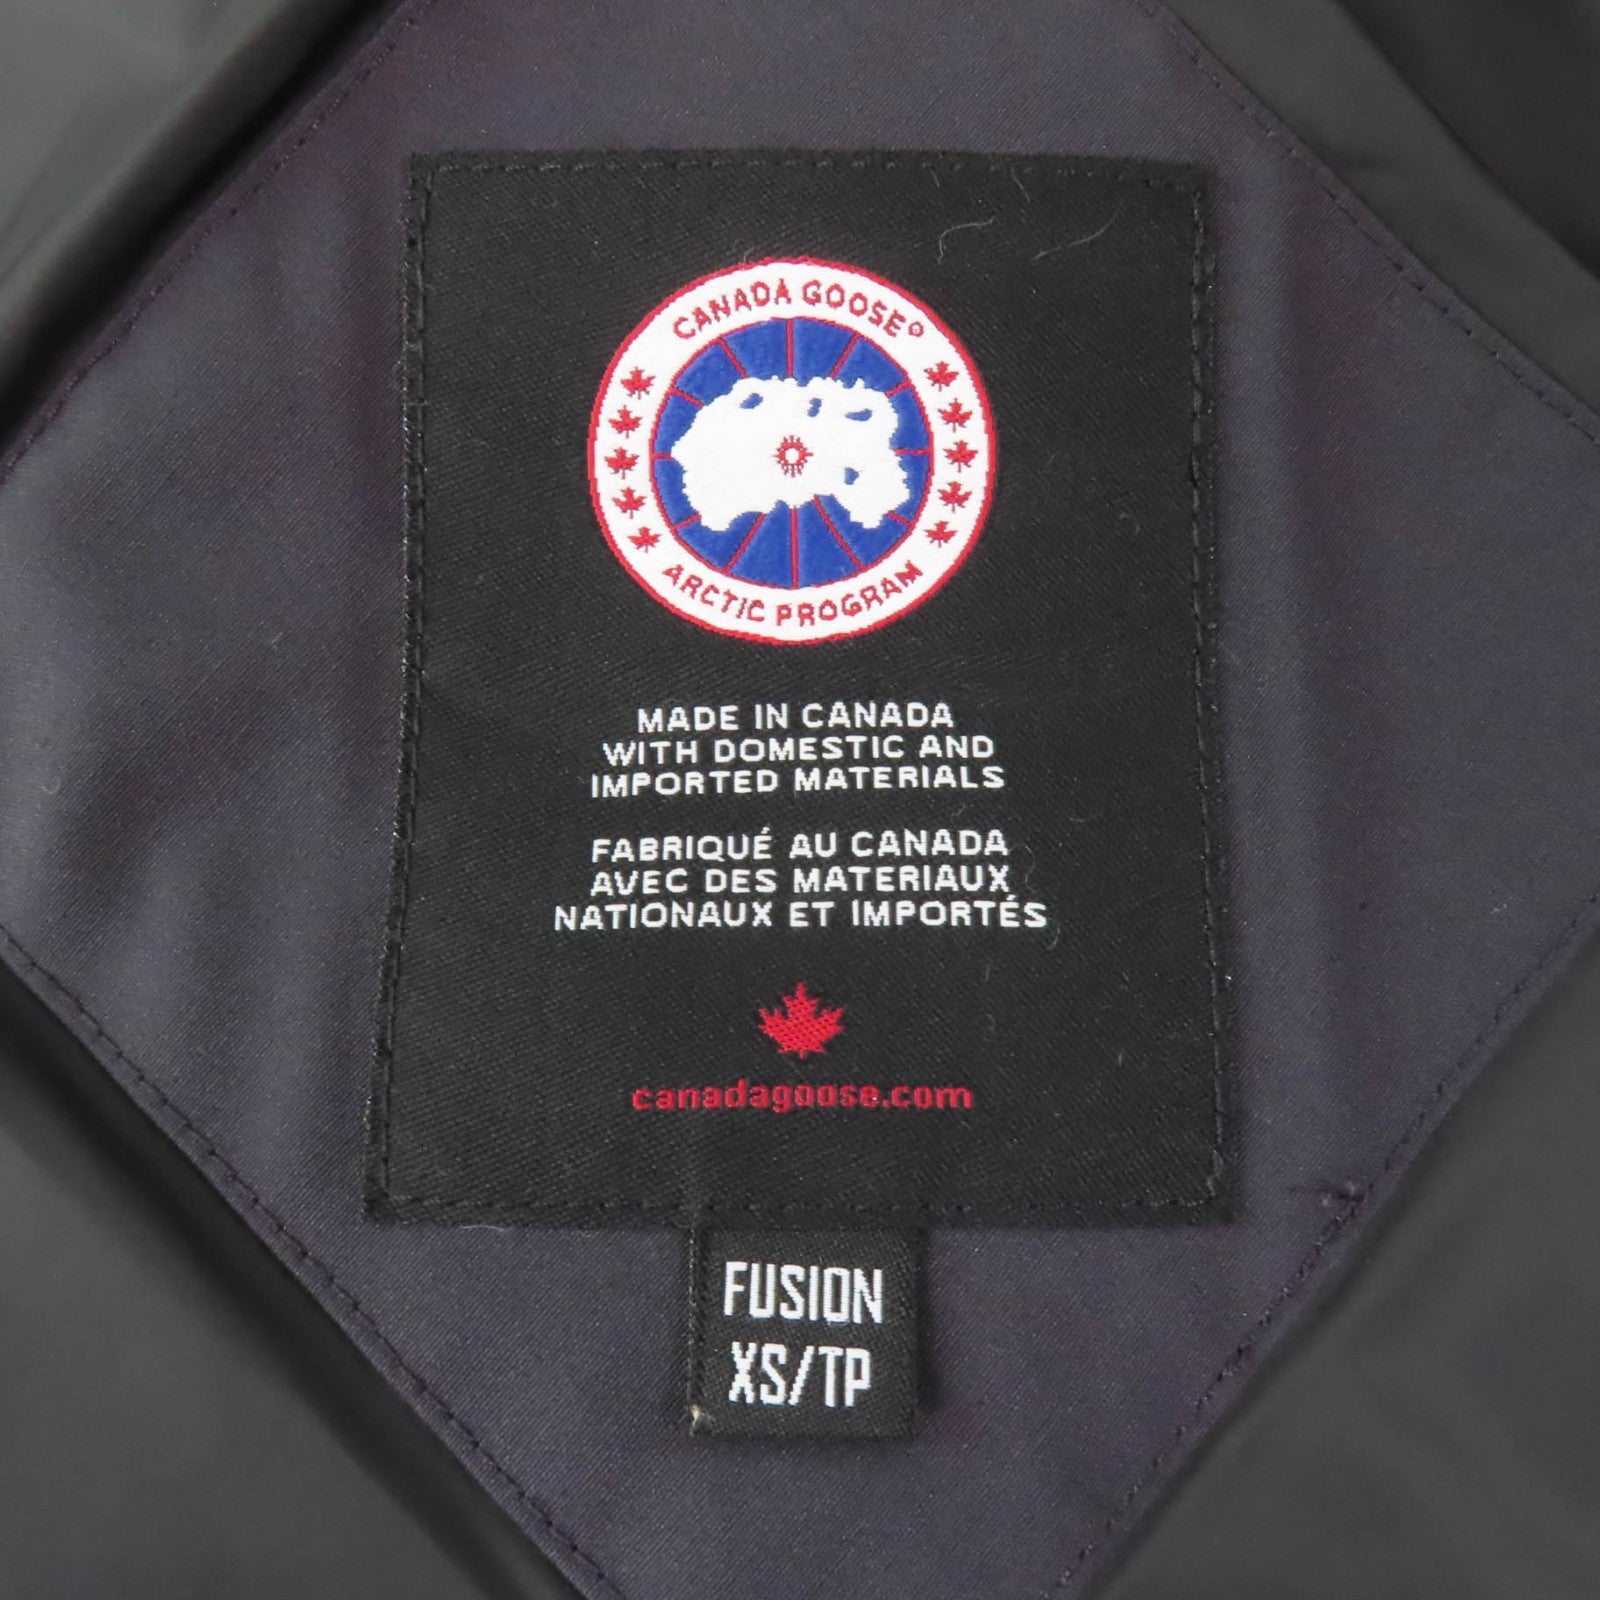 CANADA GOOSE®
ARCTIC PROGRAM
MADE IN CANADA
WITH DOMESTIC AND
IMPORTED MATERIALS
FABRIQUÉ AU CANADA
AVEC DES MATERIAUX
NATIONAUX ET IMPORTÉS
canadagoose.com
FUSION
XS/TP